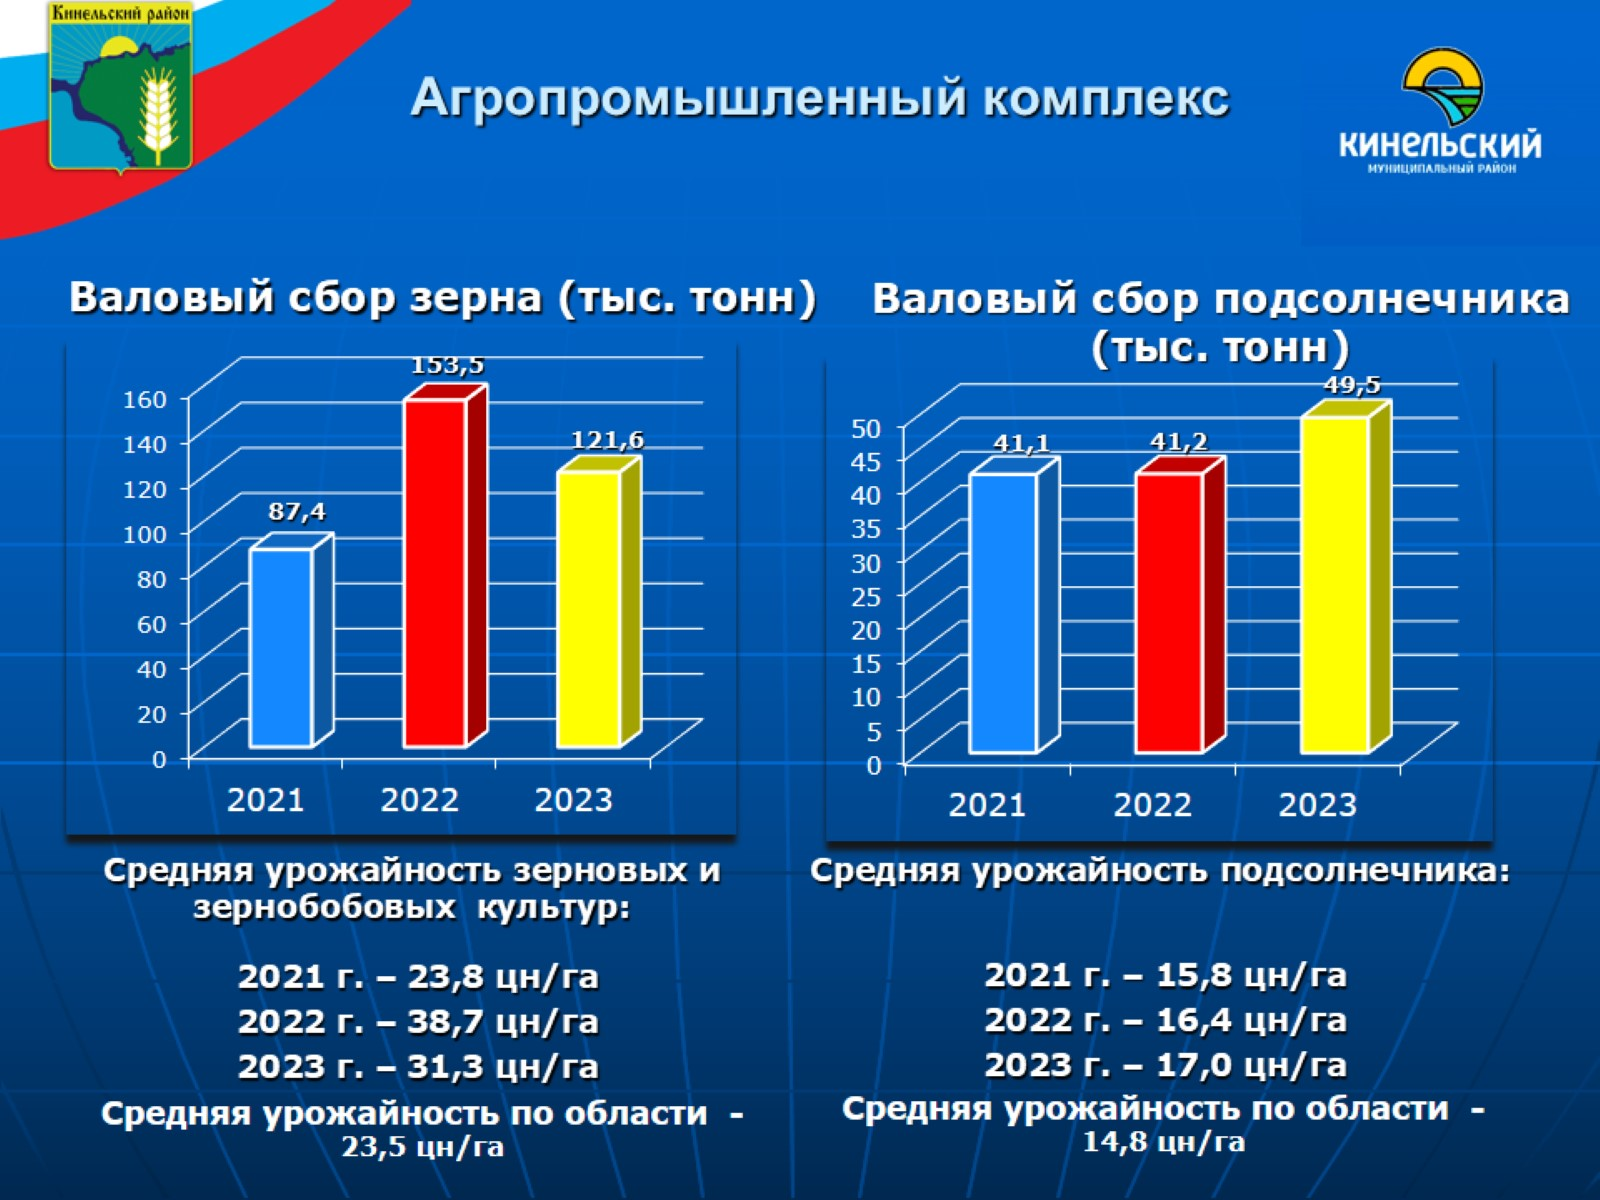 Кинельский район
Агропромышленный комплекс
КИНЕЛЬСКИЙ
МУНИЦИПАЛЬНЫЙ РАЙОН
Валовый сбор зерна (тыс. тонн)
160
140
120
100
80
60
40
20
0
87,4
153,5
121,6
2021 2022 2023
Средняя урожайность зерновых и
зернобобовых культур:
2021 г. – 23,8 цн/га
2022 г. – 38,7 цн/га
2023 г. – 31,3 цн/га
Средняя урожайность по области -
23,5 цн/га
Валовый сбор подсолнечника
(тыс. тонн)
50
45
40
35
30
25
20
15
10
5
0
41,1
41,2
49,5
2021 2022 2023
Средняя урожайность подсолнечника:
2021 г. – 15,8 цн/га
2022 г. – 16,4 цн/га
2023 г. – 17,0 цн/га
Средняя урожайность по области -
14,8 цн/га